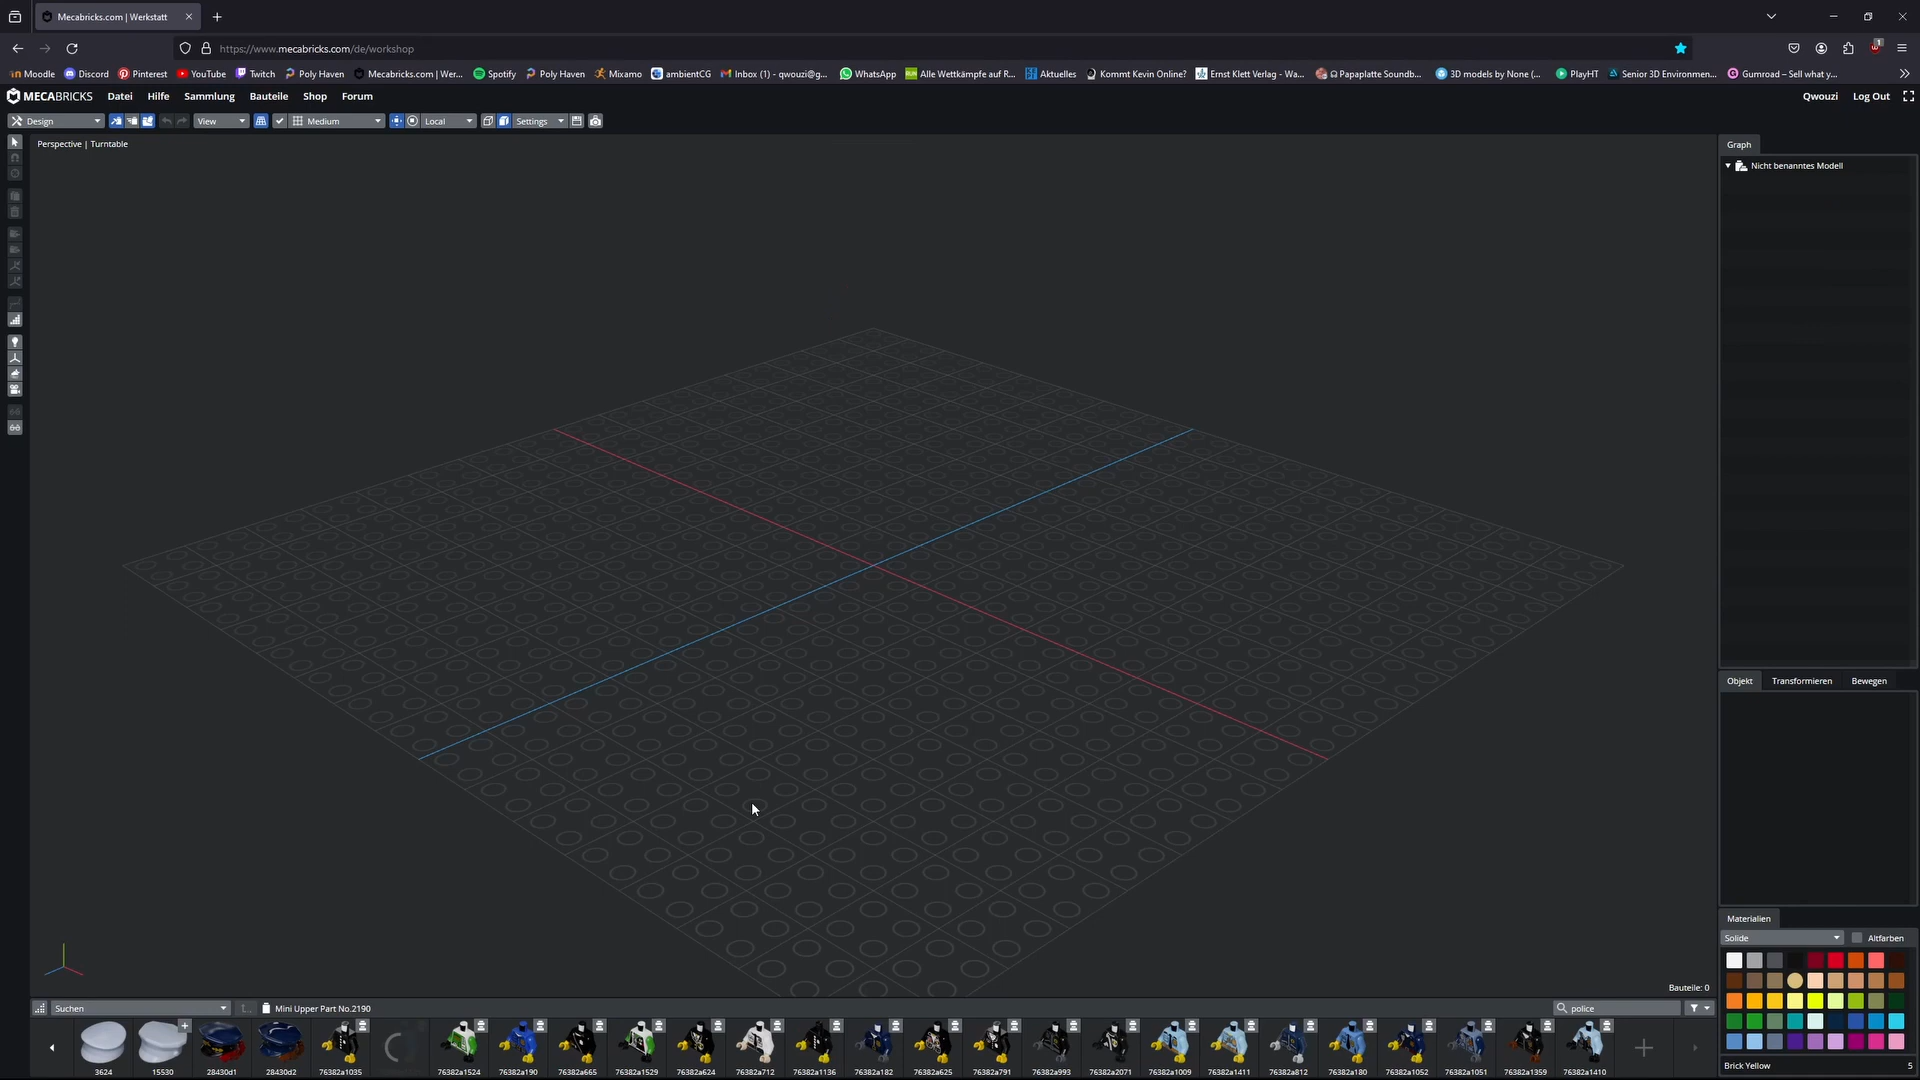 Mecabricks.com | Werkstatt
https://www.mecabricks.com/de/workshop
1
Moodle Discord Pinterest YouTube Twitch Poly Haven Mecabricks.com | Wer... Spotify Poly Haven Mixamo ambientCG Inbox (1) - qwouzi@g... WhatsApp Alle Wettkämpfe auf R... Aktuelles Kommt Kevin Online? Ernst Klett Verlag - Wa... Papaplatte Soundb... 3D models by None (... PlayHT Senior 3D Environmen... Gumroad – Sell what y...
MECABRICKS Datei Hilfe Sammlung Bauteile Shop Forum Qwouzi Log Out
Design View Medium Local Settings
Perspective | Turntable
Graph
Nicht benanntes Modell
Objekt Transformieren Bewegen
Materialien
Solide Altfarben
Bauteile: 0
Suchen Mini Upper Part No.2190 police
3624 15530 28430d1 28430d2 76382a1035 76382a1524 76382a190 76382a665 76382a1529 76382a624 76382a712 76382a1136 76382a182 76382a625 76382a791 76382a993 76382a2071 76382a1009 76382a1411 76382a812 76382a180 76382a1052 76382a1051 76382a1359 76382a1410
Brick Yellow 5